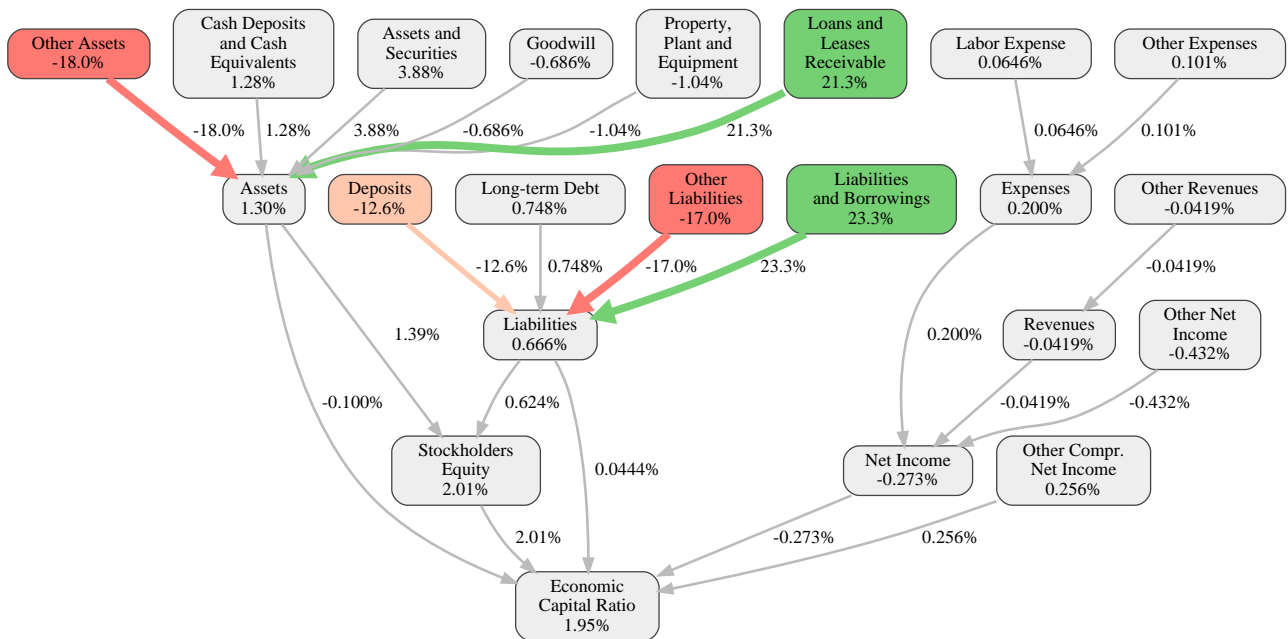 Other Assets
-18.0%
Cash Deposits
and Cash
Equivalents
1.28%
Assets and
Securities
3.88%
Goodwill
-0.686%
Property,
Plant and
Equipment
-1.04%
Loans and
Leases
Receivable
21.3%
Labor Expense
0.0646%
Other Expenses
0.101%
-18.0%
1.28%
3.88%
-0.686%
-1.04%
21.3%
0.0646%
0.101%
Assets
1.30%
Deposits
-12.6%
Long-term Debt
0.748%
Other
Liabilities
-17.0%
Liabilities
and Borrowings
23.3%
Expenses
0.200%
Other Revenues
-0.0419%
-12.6%
0.748%
-17.0%
23.3%
-0.0419%
1.39%
Liabilities
0.666%
0.200%
Revenues
-0.0419%
Other Net
Income
-0.432%
-0.100%
0.624%
-0.0419%
-0.432%
Stockholders
Equity
2.01%
0.0444%
Net Income
-0.273%
Other Compr.
Net Income
0.256%
2.01%
-0.273%
0.256%
Economic
Capital Ratio
1.95%